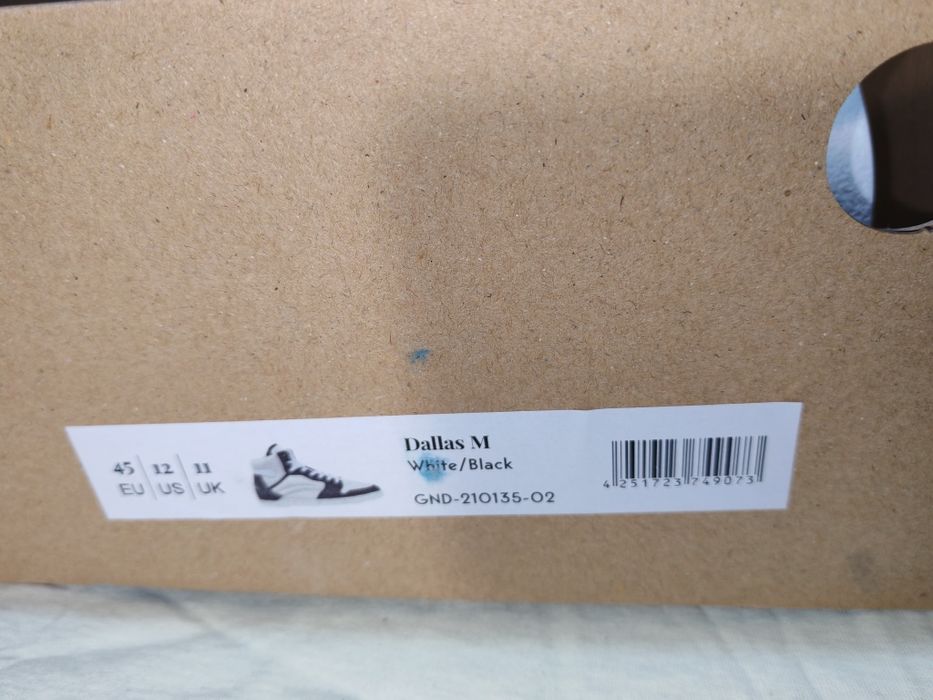 45 12 11
EU US UK
Dallas M
White/Black
GND-210135-02
4 251723 749073